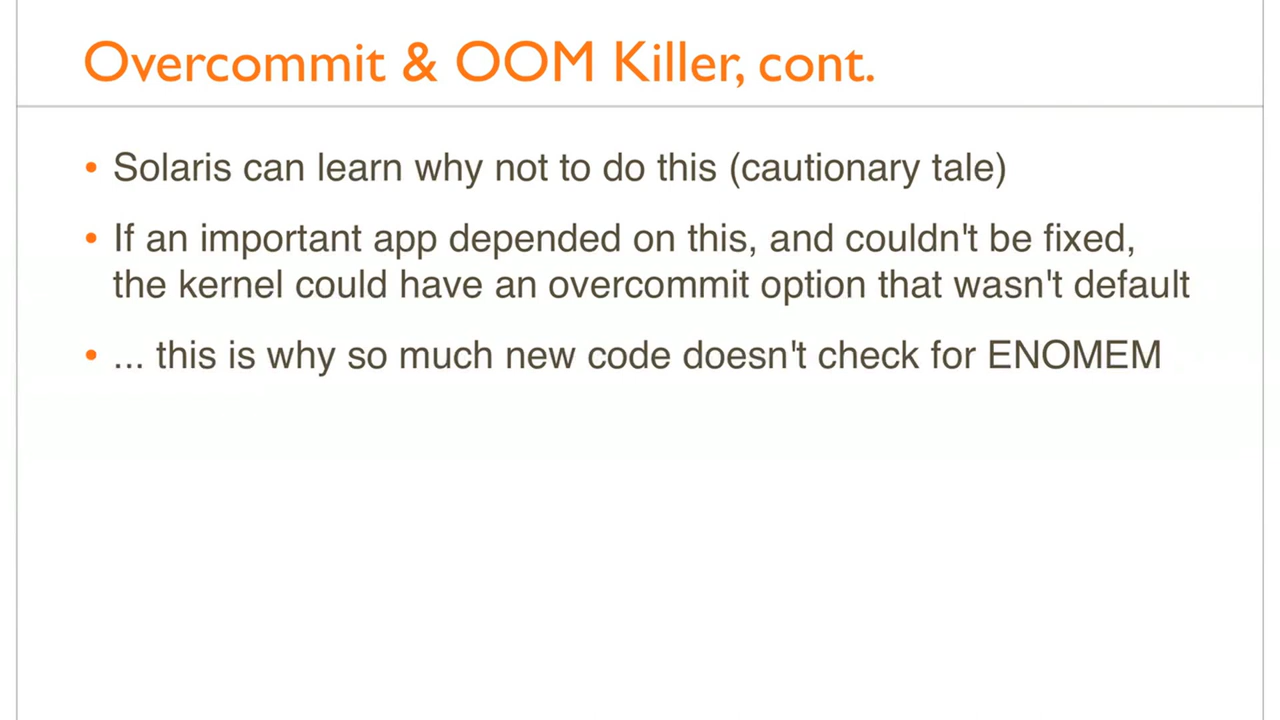 Overcommit & OOM Killer, cont.
• Solaris can learn why not to do this (cautionary tale)
• If an important app depended on this, and couldn't be fixed,
the kernel could have an overcommit option that wasn't default
• ... this is why so much new code doesn't check for ENOMEM